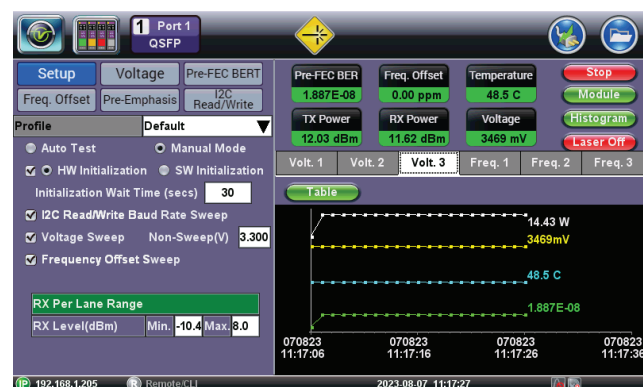 1 Port 1
QSFP
Setup Voltage Pre-FEC BERT
Freq. Offset Pre-Emphasis I2C Read/Write
Profile Default
Auto Test Manual Mode
HW Initialization SW Initialization
Initialization Wait Time (secs) 30
I2C Read/Write Baud Rate Sweep
Voltage Sweep Non-Sweep(V) 3.300
Frequency Offset Sweep
RX Per Lane Range
RX Level(dBm) Min. -10.4 Max. 8.0
Pre-FEC BER Freq. Offset Temperature Stop
1.887E-08 0.00 ppm 48.5 C Module
TX Power RX Power Voltage Histogram
12.03 dBm 11.62 dBm 3469 mV Laser Off
Volt. 1 Volt. 2 Volt. 3 Freq. 1 Freq. 2 Freq. 3
Table
14.43 W
3469mV
48.5 C
1.887E-08
070823 070823 070823 070823
11:17:06 11:17:16 11:17:26 11:17:36
IP 192.168.1.205 R Remote/CLI 2023-08-07 11:17:27